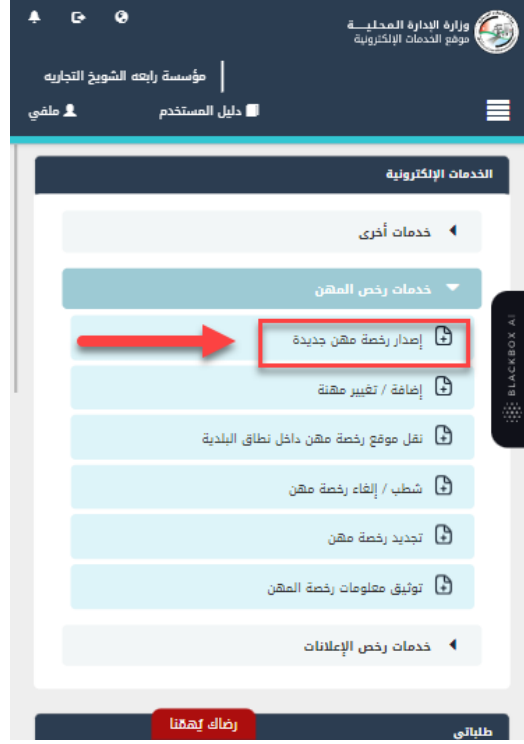 وزارة الإدارة المحليـــة
موقع الخدمات الإلكترونية
مؤسسة رابعه الشويخ التجاريه
دليل المستخدم
ملفي
الخدمات الإلكترونية
خدمات أخرى
خدمات رخص المهن
إصدار رخصة مهن جديدة
إضافة / تغيير مهنة
نقل موقع رخصة مهن داخل نطاق البلدية
شطب / إلغاء رخصة مهن
تجديد رخصة مهن
توثيق معلومات رخصة المهن
خدمات رخص الإعلانات
BLACKBOX AI
رضاك يُهمّنا
طلباتي